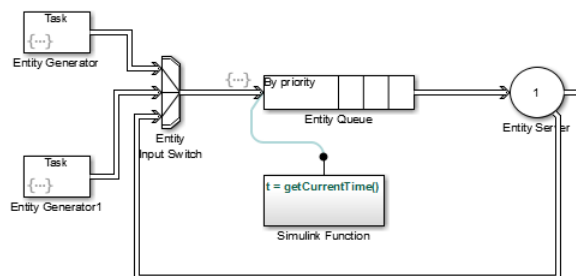 Task
{···}
Entity Generator
{···}
By priority
Entity Queue
1
Entity Server
Entity
Input Switch
Task
{···}
Entity Generator1
t = getCurrentTime()
Simulink Function